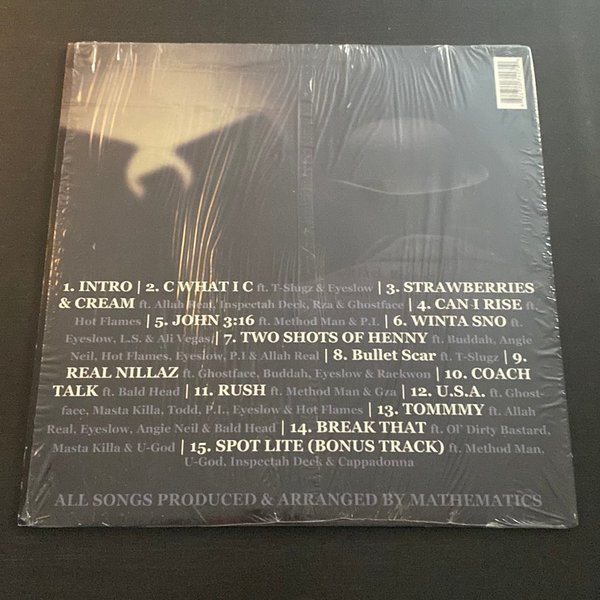 1. INTRO | 2. C WHAT I C ft. T-Slugz & Eyeslow | 3. STRAWBERRIES
& CREAM ft. Allah Real, Inspectah Deck, Rza & Ghostface | 4. CAN I RISE ft.
Hot Flames | 5. JOHN 3:16 ft. Method Man & P.I. | 6. WINTA SNO ft.
Eyeslow, L.S. & Ali Vegas | 7. TWO SHOTS OF HENNY ft. Buddah, Angie
Neil, Hot Flames, Eyeslow, P.I & Allah Real | 8. Bullet Scar ft. T-Slugz | 9.
REAL NILLAZ ft. Ghostface, Buddah, Eyeslow & Raekwon | 10. COACH
TALK ft. Bald Head | 11. RUSH ft. Method Man & Gza | 12. U.S.A. ft. Ghost-
face, Masta Killa, Todd, P.I., Eyeslow & Hot Flames | 13. TOMMMY ft. Allah
Real, Eyeslow, Angie Neil & Bald Head | 14. BREAK THAT ft. Ol' Dirty Bastard,
Masta Killa & U-God | 15. SPOT LITE (BONUS TRACK) ft. Method Man,
U-God, Inspectah Deck & Cappadonna
ALL SONGS PRODUCED & ARRANGED BY MATHEMATICS